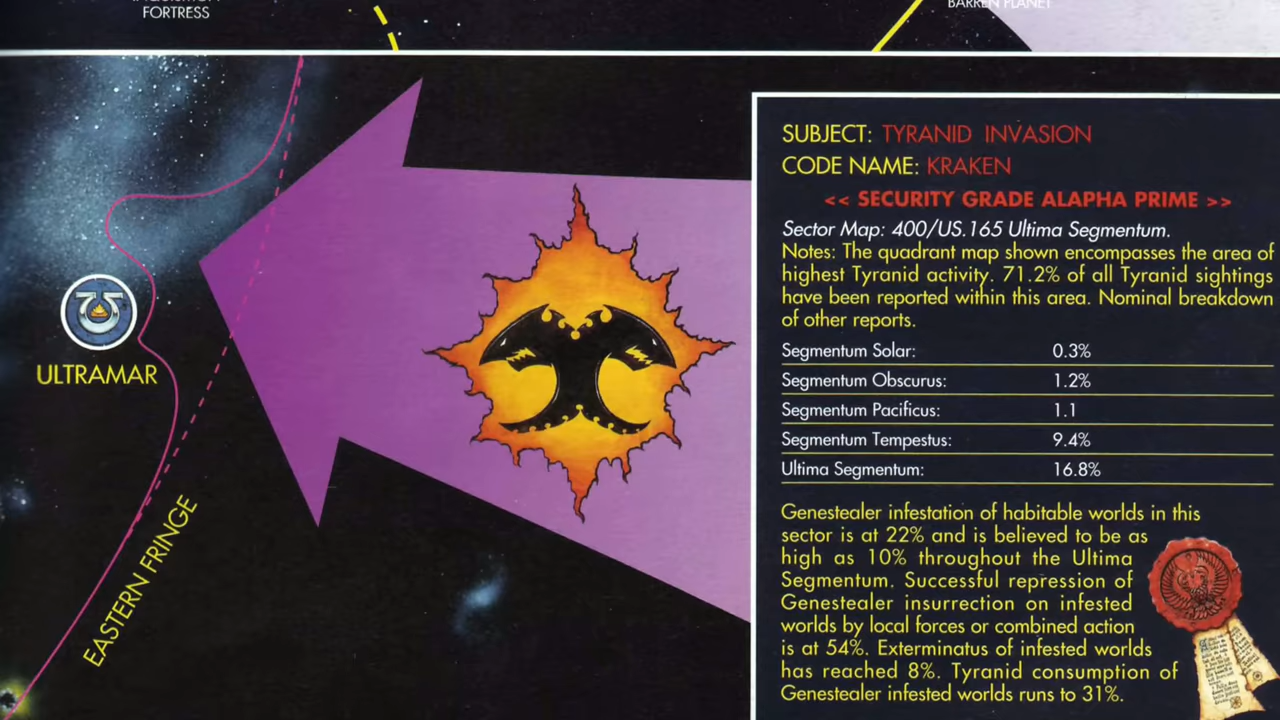 FORTRESS
BARREN PLANET
SUBJECT: TYRANID INVASION
CODE NAME: KRAKEN
<< SECURITY GRADE ALAPHA PRIME >>
Sector Map: 400/US.165 Ultima Segmentum.
Notes: The quadrant map shown encompasses the area of
highest Tyranid activity. 71.2% of all Tyranid sightings
have been reported within this area. Nominal breakdown
of other reports.
Segmentum Solar: 0.3%
Segmentum Obscurus: 1.2%
Segmentum Pacificus: 1.1
Segmentum Tempestus: 9.4%
Ultima Segmentum: 16.8%
Genestealer infestation of habitable worlds in this
sector is at 22% and is believed to be as
high as 10% throughout the Ultima
Segmentum. Successful repression of
Genestealer insurrection on infested
worlds by local forces or combined action
is at 54%. Exterminatus of infested worlds
has reached 8%. Tyranid consumption of
Genestealer infested worlds runs to 31%.
ULTRAMAR
EASTERN FRINGE